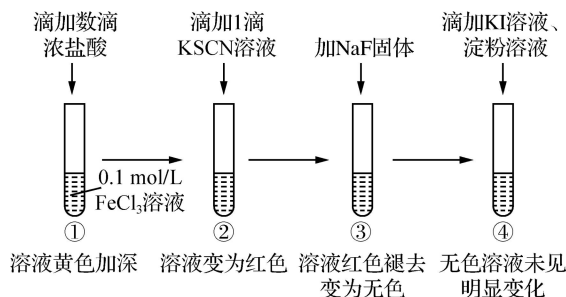 滴加数滴
浓盐酸
滴加1滴
KSCN溶液
加NaF固体
滴加KI溶液、
淀粉溶液
0.1 mol/L
FeCl₃溶液
①
②
③
④
溶液黄色加深
溶液变为红色
溶液红色褪去
变为无色
无色溶液未见
明显变化